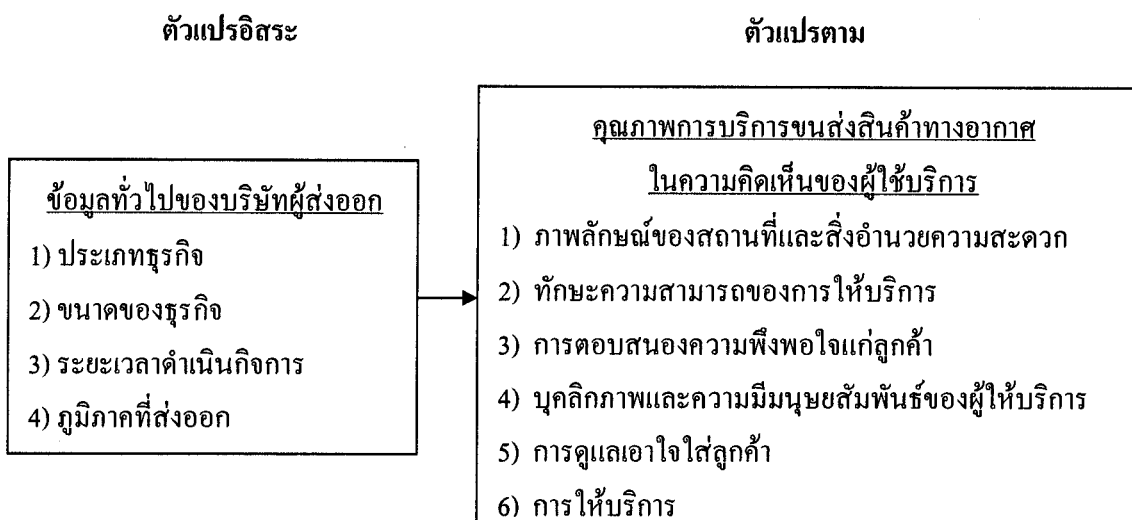 ตัวแปรอิสระ
ตัวแปรตาม
ข้อมูลทั่วไปของบริษัทผู้ส่งออก
1) ประเภทธุรกิจ
2) ขนาดของธุรกิจ
3) ระยะเวลาดำเนินกิจการ
4) ภูมิภาคที่ส่งออก
คุณภาพการบริการขนส่งสินค้าทางอากาศ
ในความคิดเห็นของผู้ใช้บริการ
1) ภาพลักษณ์ของสถานที่และสิ่งอำนวยความสะดวก
2) ทักษะความสามารถของการให้บริการ
3) การตอบสนองความพึงพอใจแก่ลูกค้า
4) บุคลิกภาพและความมีมนุษยสัมพันธ์ของผู้ให้บริการ
5) การดูแลเอาใจใส่ลูกค้า
6) การให้บริการ